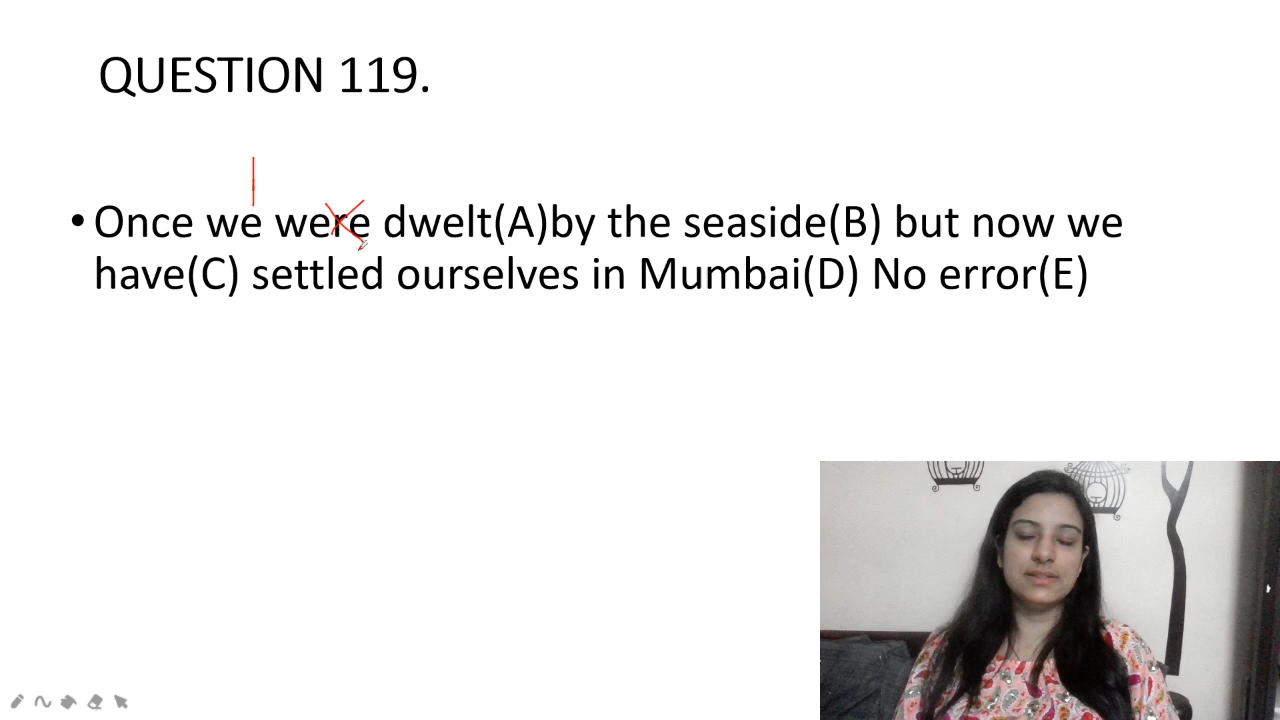 QUESTION 119.
• Once we were dwelt(A)by the seaside(B) but now we
have(C) settled ourselves in Mumbai(D) No error(E)